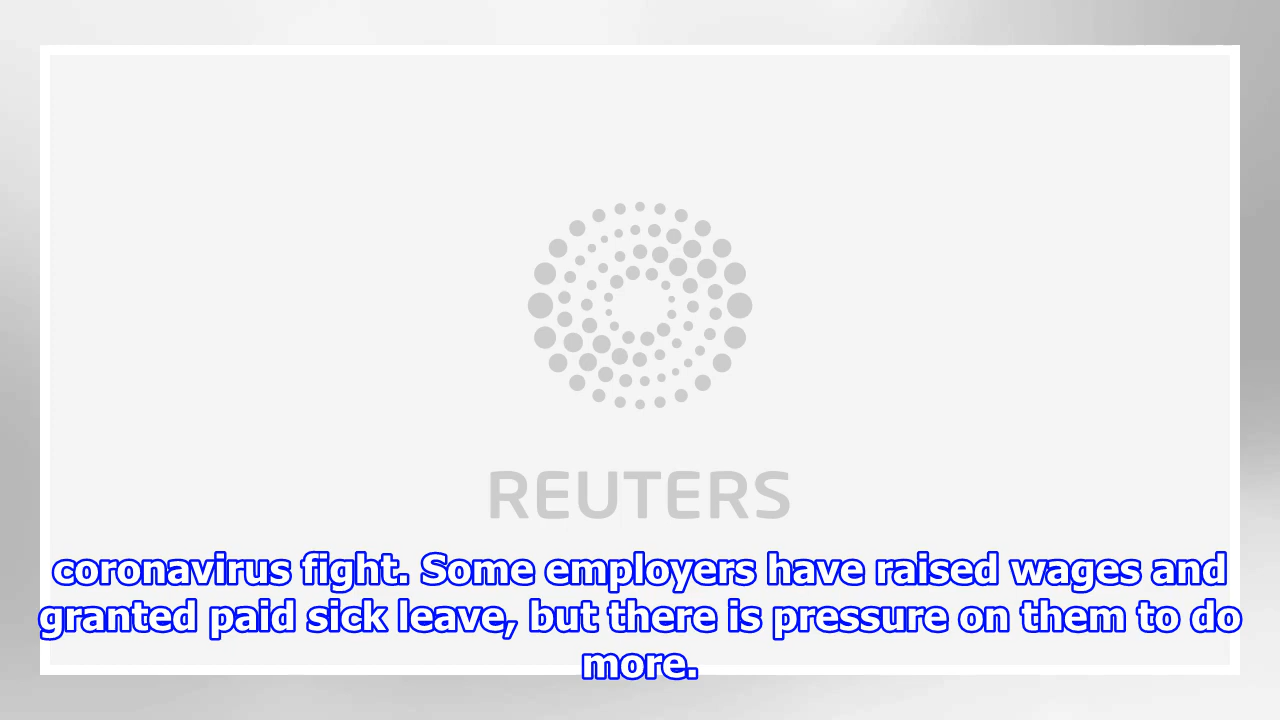 REUTERS
coronavirus fight. Some employers have raised wages and
granted paid sick leave, but there is pressure on them to do
more.